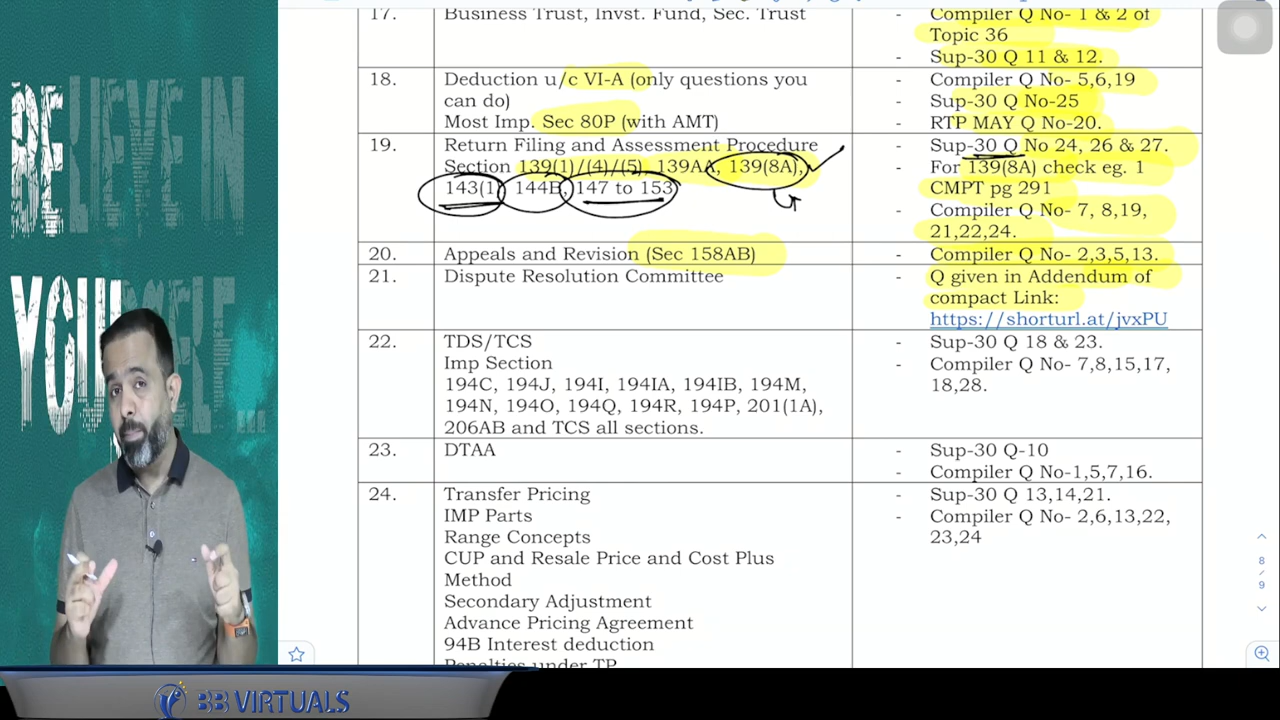 BELIEVE IN
YOURSELF...
17. Business Trust, Invst. Fund, Sec. Trust
- Compiler Q No- 1 & 2 of
Topic 36
- Sup-30 Q 11 & 12.
18. Deduction u/c VI-A (only questions you
can do)
Most Imp. Sec 80P (with AMT)
- Compiler Q No- 5,6,19
- Sup-30 Q No-25
- RTP MAY Q No-20.
19. Return Filing and Assessment Procedure
Section 139(1)/(4)/(5), 139AA, 139(8A),
143(1) 144B, 147 to 153
- Sup-30 Q No 24, 26 & 27.
- For 139(8A) check eg. 1
CMPT pg 291
- Compiler Q No- 7, 8,19,
21,22,24.
20. Appeals and Revision (Sec 158AB)
- Compiler Q No- 2,3,5,13.
21. Dispute Resolution Committee
- Q given in Addendum of
compact Link:
https://shorturl.at/jvxPU
22. TDS/TCS
Imp Section
194C, 194J, 194I, 194IA, 194IB, 194M,
194N, 194O, 194Q, 194R, 194P, 201(1A),
206AB and TCS all sections.
- Sup-30 Q 18 & 23.
- Compiler Q No- 7,8,15,17,
18,28.
23. DTAA
- Sup-30 Q-10
- Compiler Q No-1,5,7,16.
24. Transfer Pricing
IMP Parts
Range Concepts
CUP and Resale Price and Cost Plus
Method
Secondary Adjustment
Advance Pricing Agreement
94B Interest deduction
Penalties under TP
- Sup-30 Q 13,14,21.
- Compiler Q No- 2,6,13,22,
23,24
8
/
9
BB VIRTUALS